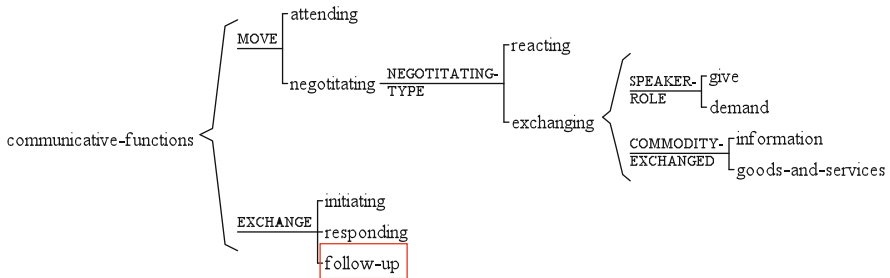 attending
MOVE
reacting
negotitating
NEGOTITATING-
TYPE
SPEAKER-
ROLE
give
demand
exchanging
communicative-functions
COMMODITY-
EXCHANGED
information
goods-and-services
initiating
EXCHANGE
responding
follow-up